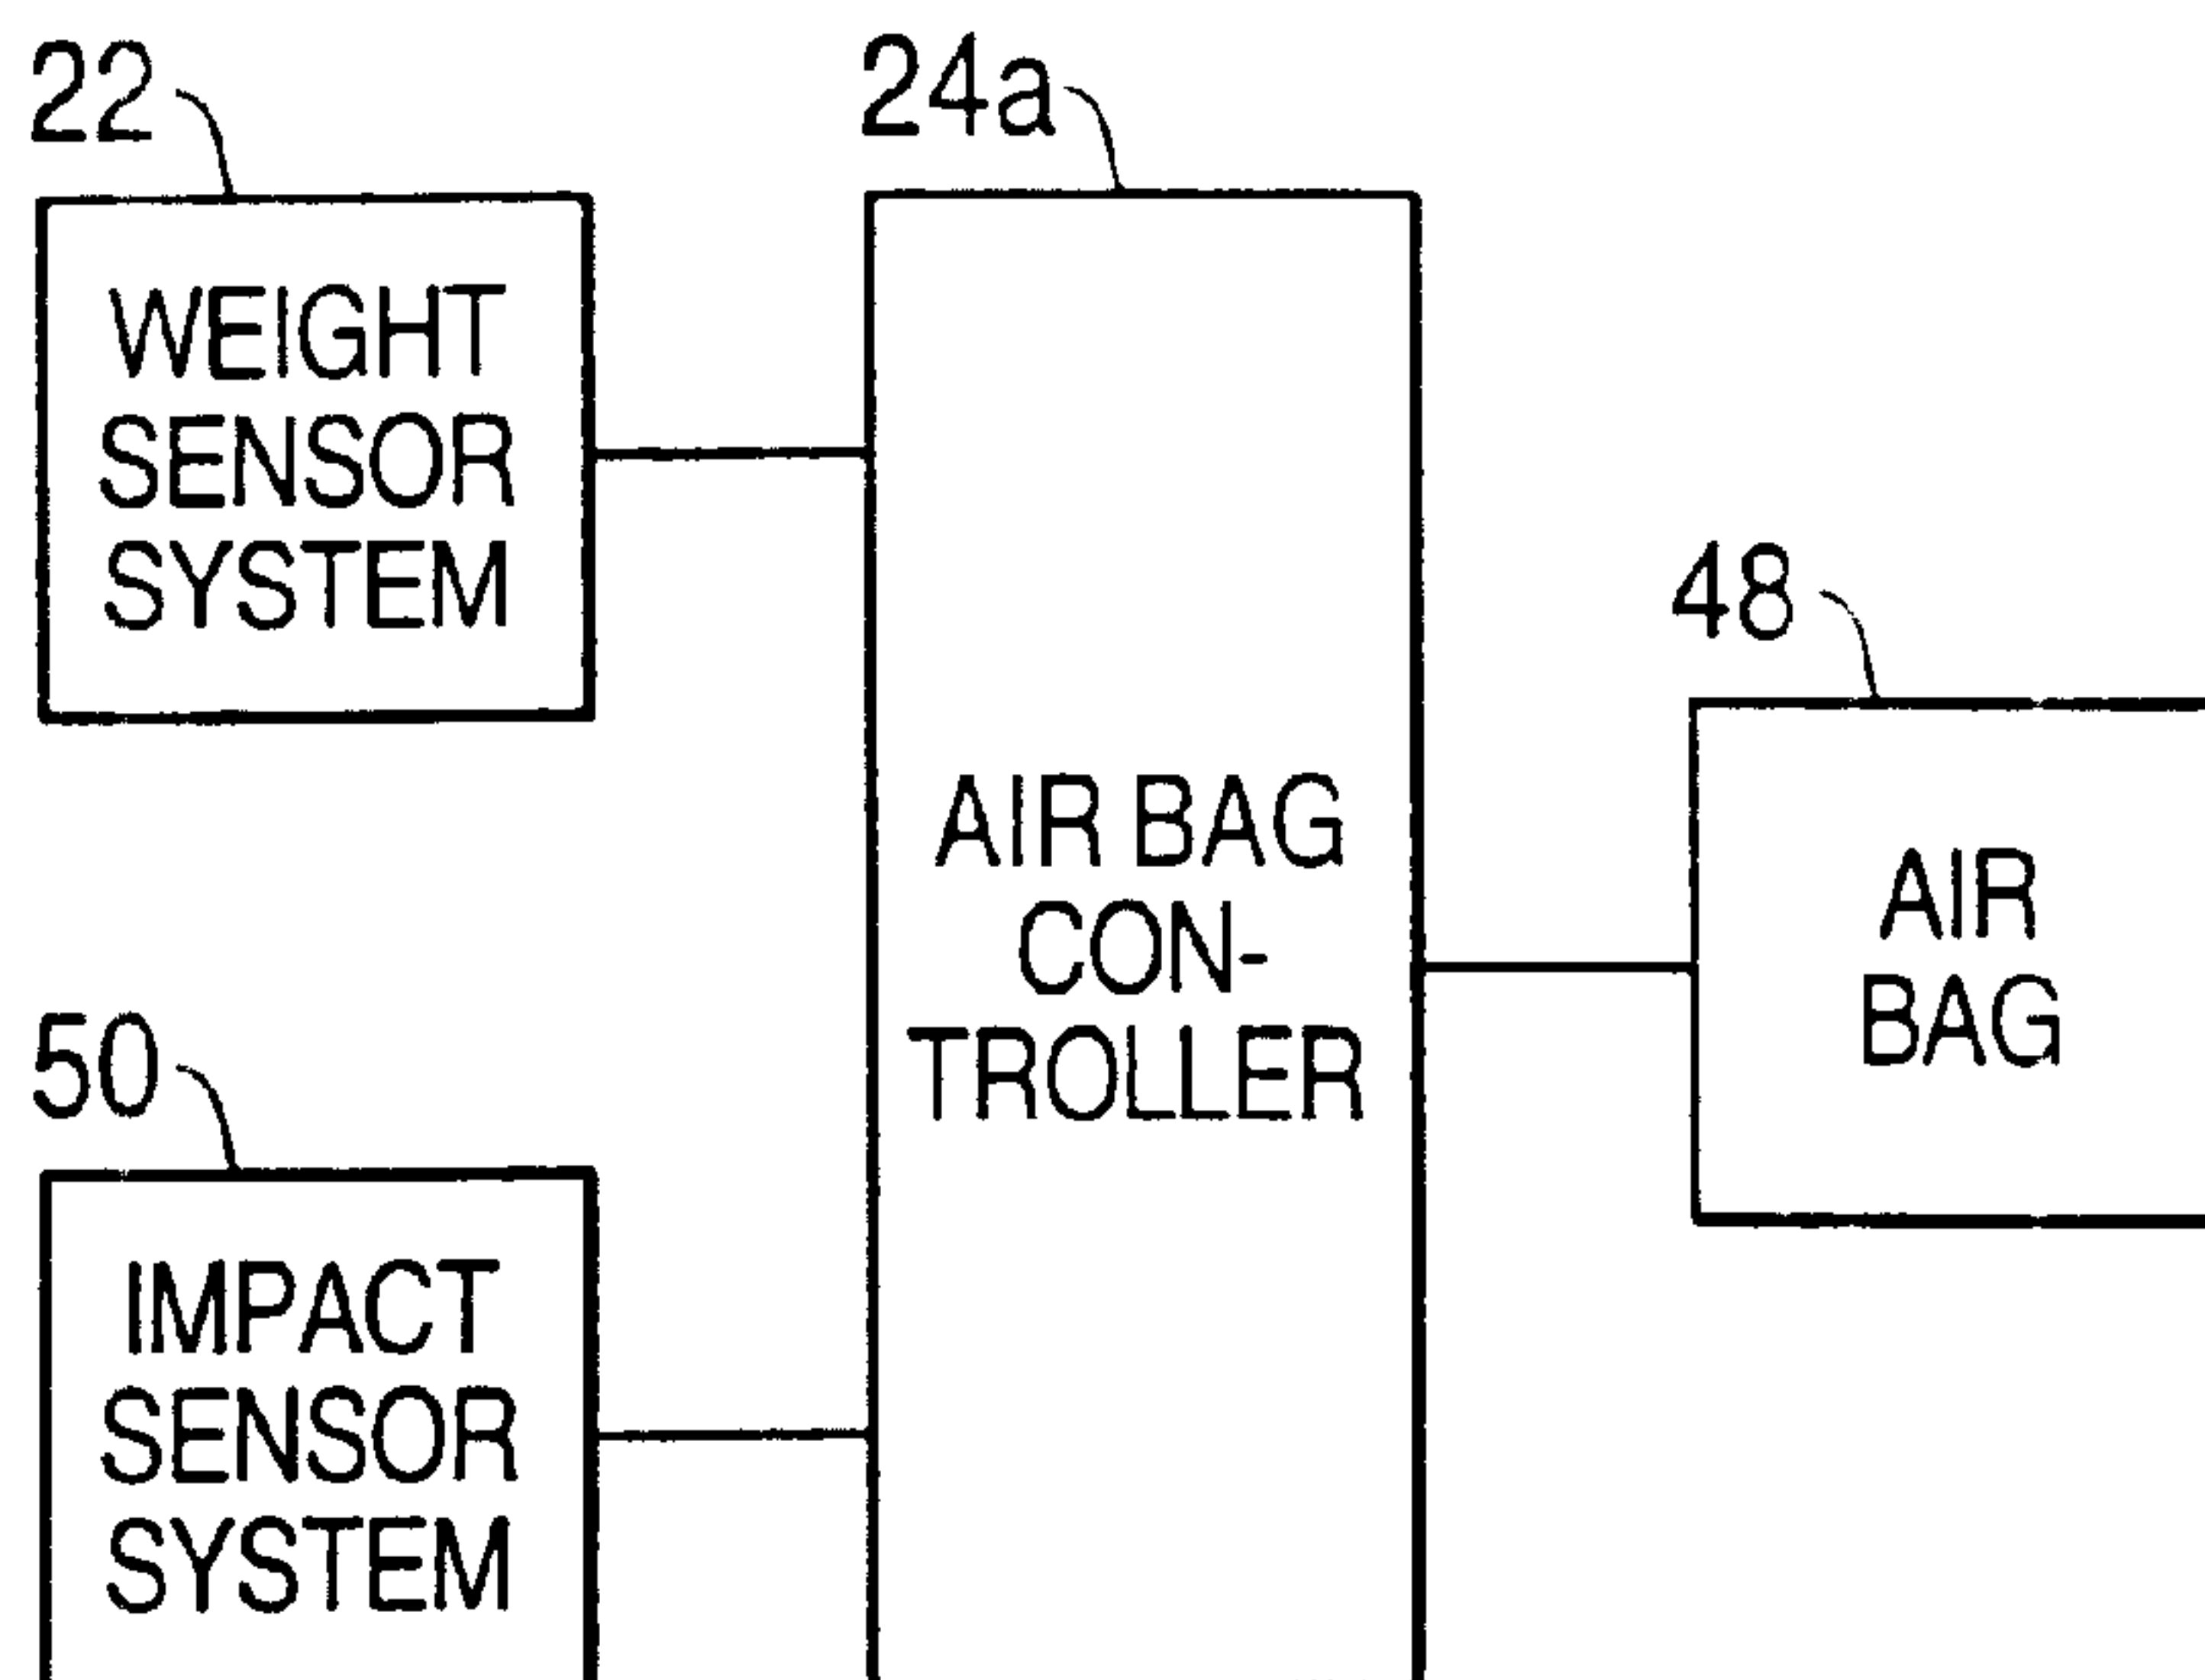 22
WEIGHT
SENSOR
SYSTEM
24a
AIR BAG
CON-
TROLLER
48
AIR
BAG
50
IMPACT
SENSOR
SYSTEM